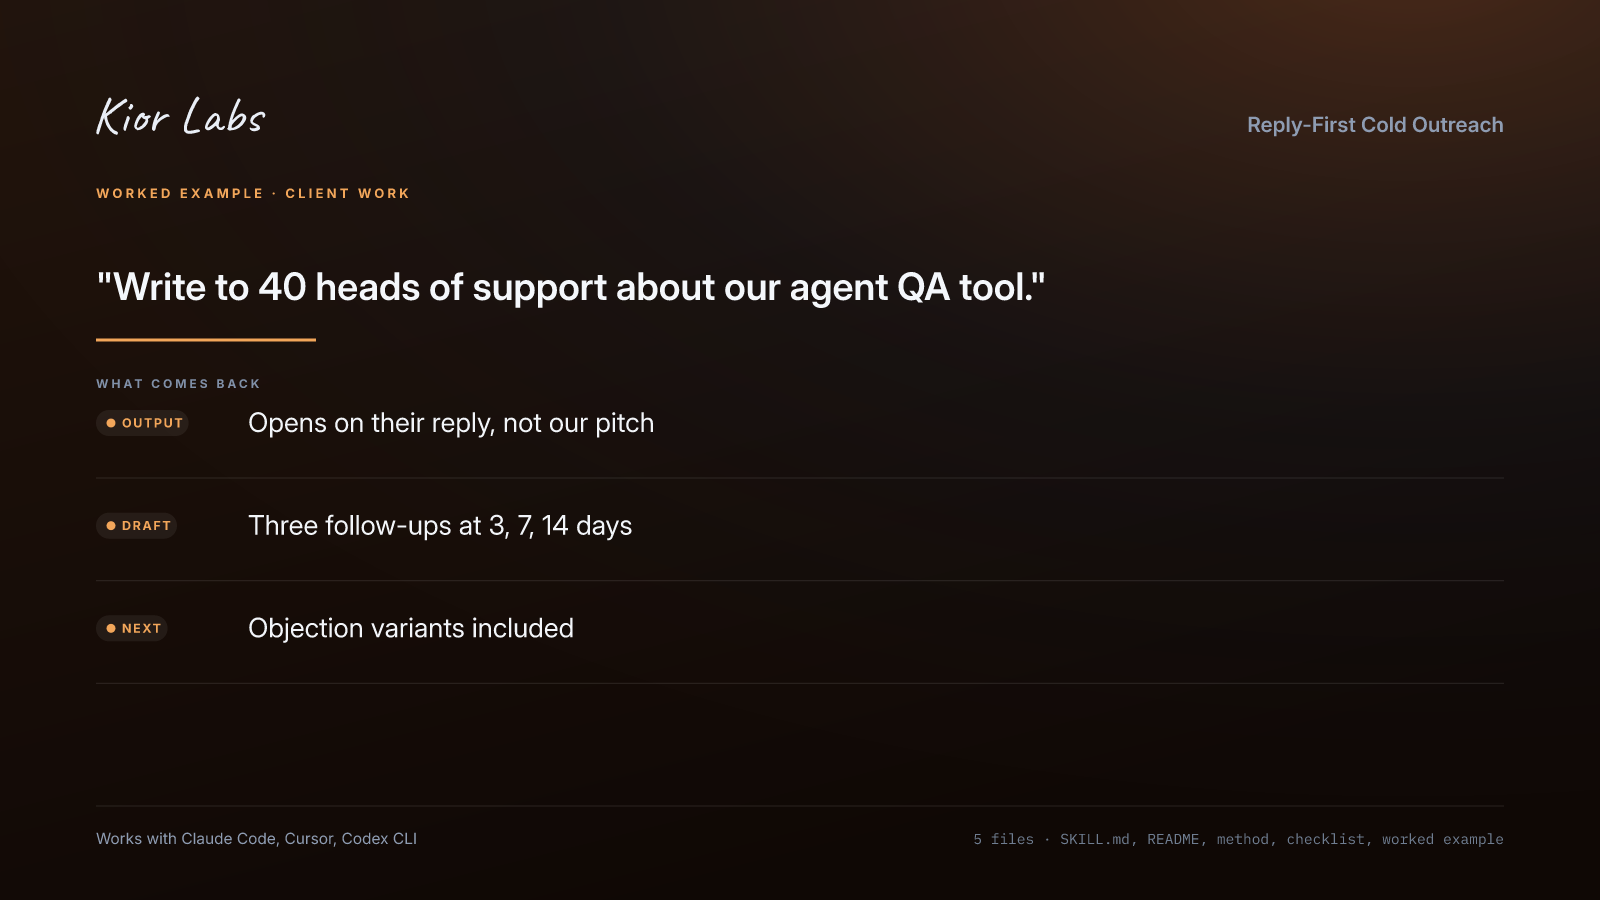 Kior Labs
Reply-First Cold Outreach
WORKED EXAMPLE · CLIENT WORK
"Write to 40 heads of support about our agent QA tool."
WHAT COMES BACK
OUTPUT Opens on their reply, not our pitch
DRAFT Three follow-ups at 3, 7, 14 days
NEXT Objection variants included
Works with Claude Code, Cursor, Codex CLI
5 files · SKILL.md, README, method, checklist, worked example